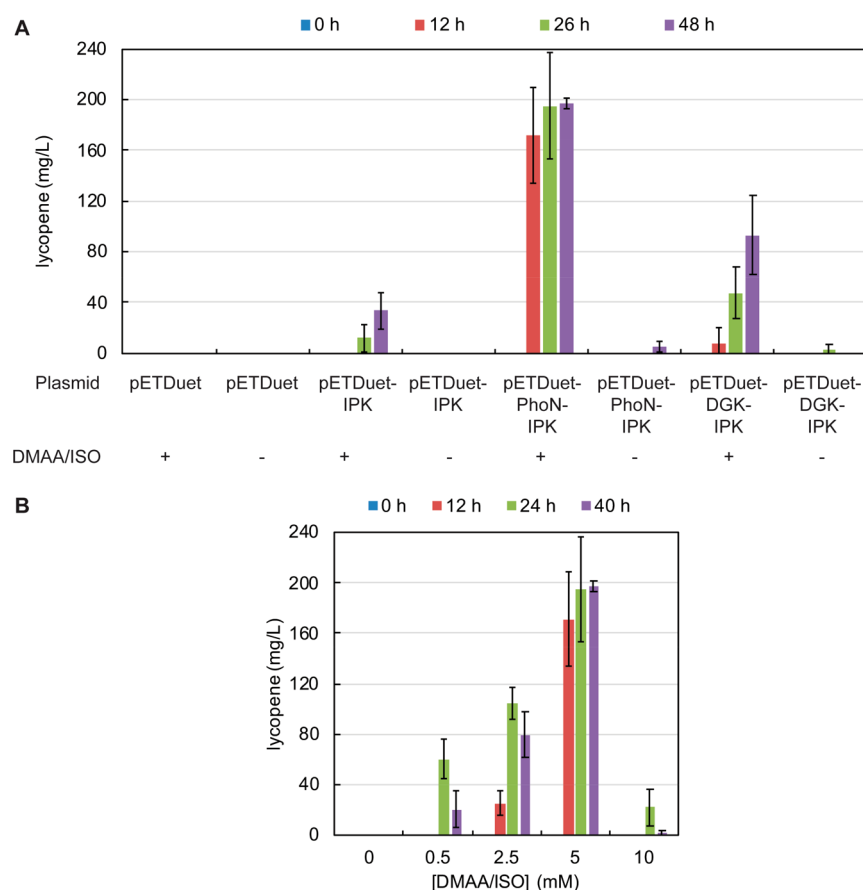 A
0 h 12 h 26 h 48 h
240
200
160
120
80
40
0
lycopene (mg/L)
Plasmid pETDuet pETDuet pETDuet-IPK pETDuet-IPK pETDuet-PhoN-IPK pETDuet-PhoN-IPK pETDuet-DGK-IPK pETDuet-DGK-IPK
DMAA/ISO + - + - + - + -
B
0 h 12 h 24 h 40 h
240
200
160
120
80
40
0
lycopene (mg/L)
0 0.5 2.5 5 10
[DMAA/ISO] (mM)